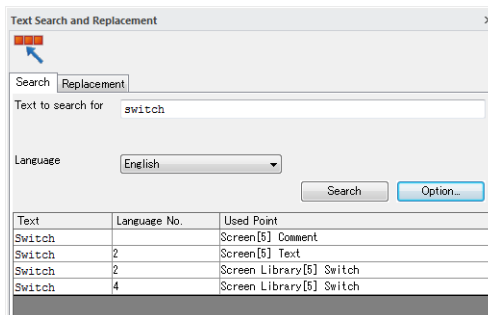 Text Search and Replacement
Search Replacement
Text to search for switch
Language English
Search Option...
Text Language No. Used Point
Switch Screen[5] Comment
Switch 2 Screen[5] Text
Switch 2 Screen Library[5] Switch
Switch 4 Screen Library[5] Switch